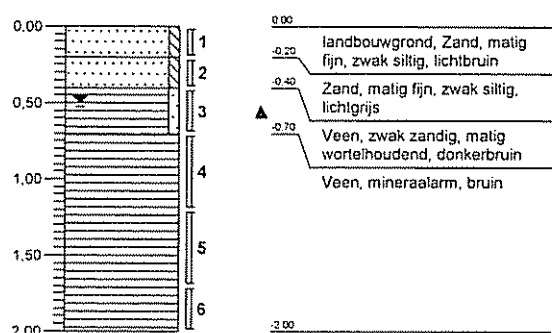 0.00
0.50
1.00
1.50
2.00
1
2
3
4
5
6
0.00
landbouwgrond, Zand, matig
-0.20
fijn, zwak siltig, lichtbruin
-0.40
Zand, matig fijn, zwak siltig,
lichtgrijs
-0.70
Veen, zwak zandig, matig
wortelhoudend, donkerbruin
Veen, mineraalarm, bruin
-2.00